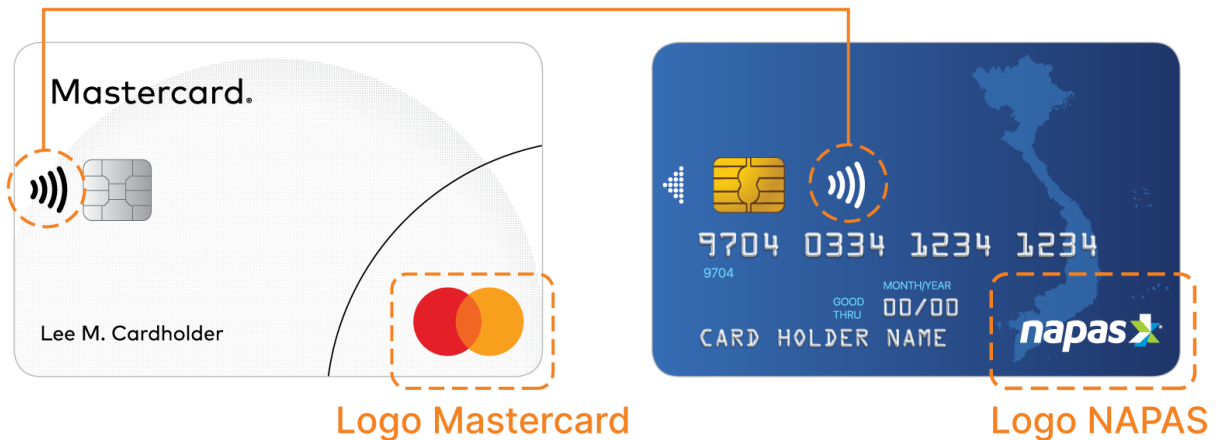 Mastercard.
Lee M. Cardholder
Logo Mastercard
9704 0334 1234 1234
9704
MONTH/YEAR
GOOD THRU
00/00
CARD HOLDER NAME
napas
Logo NAPAS